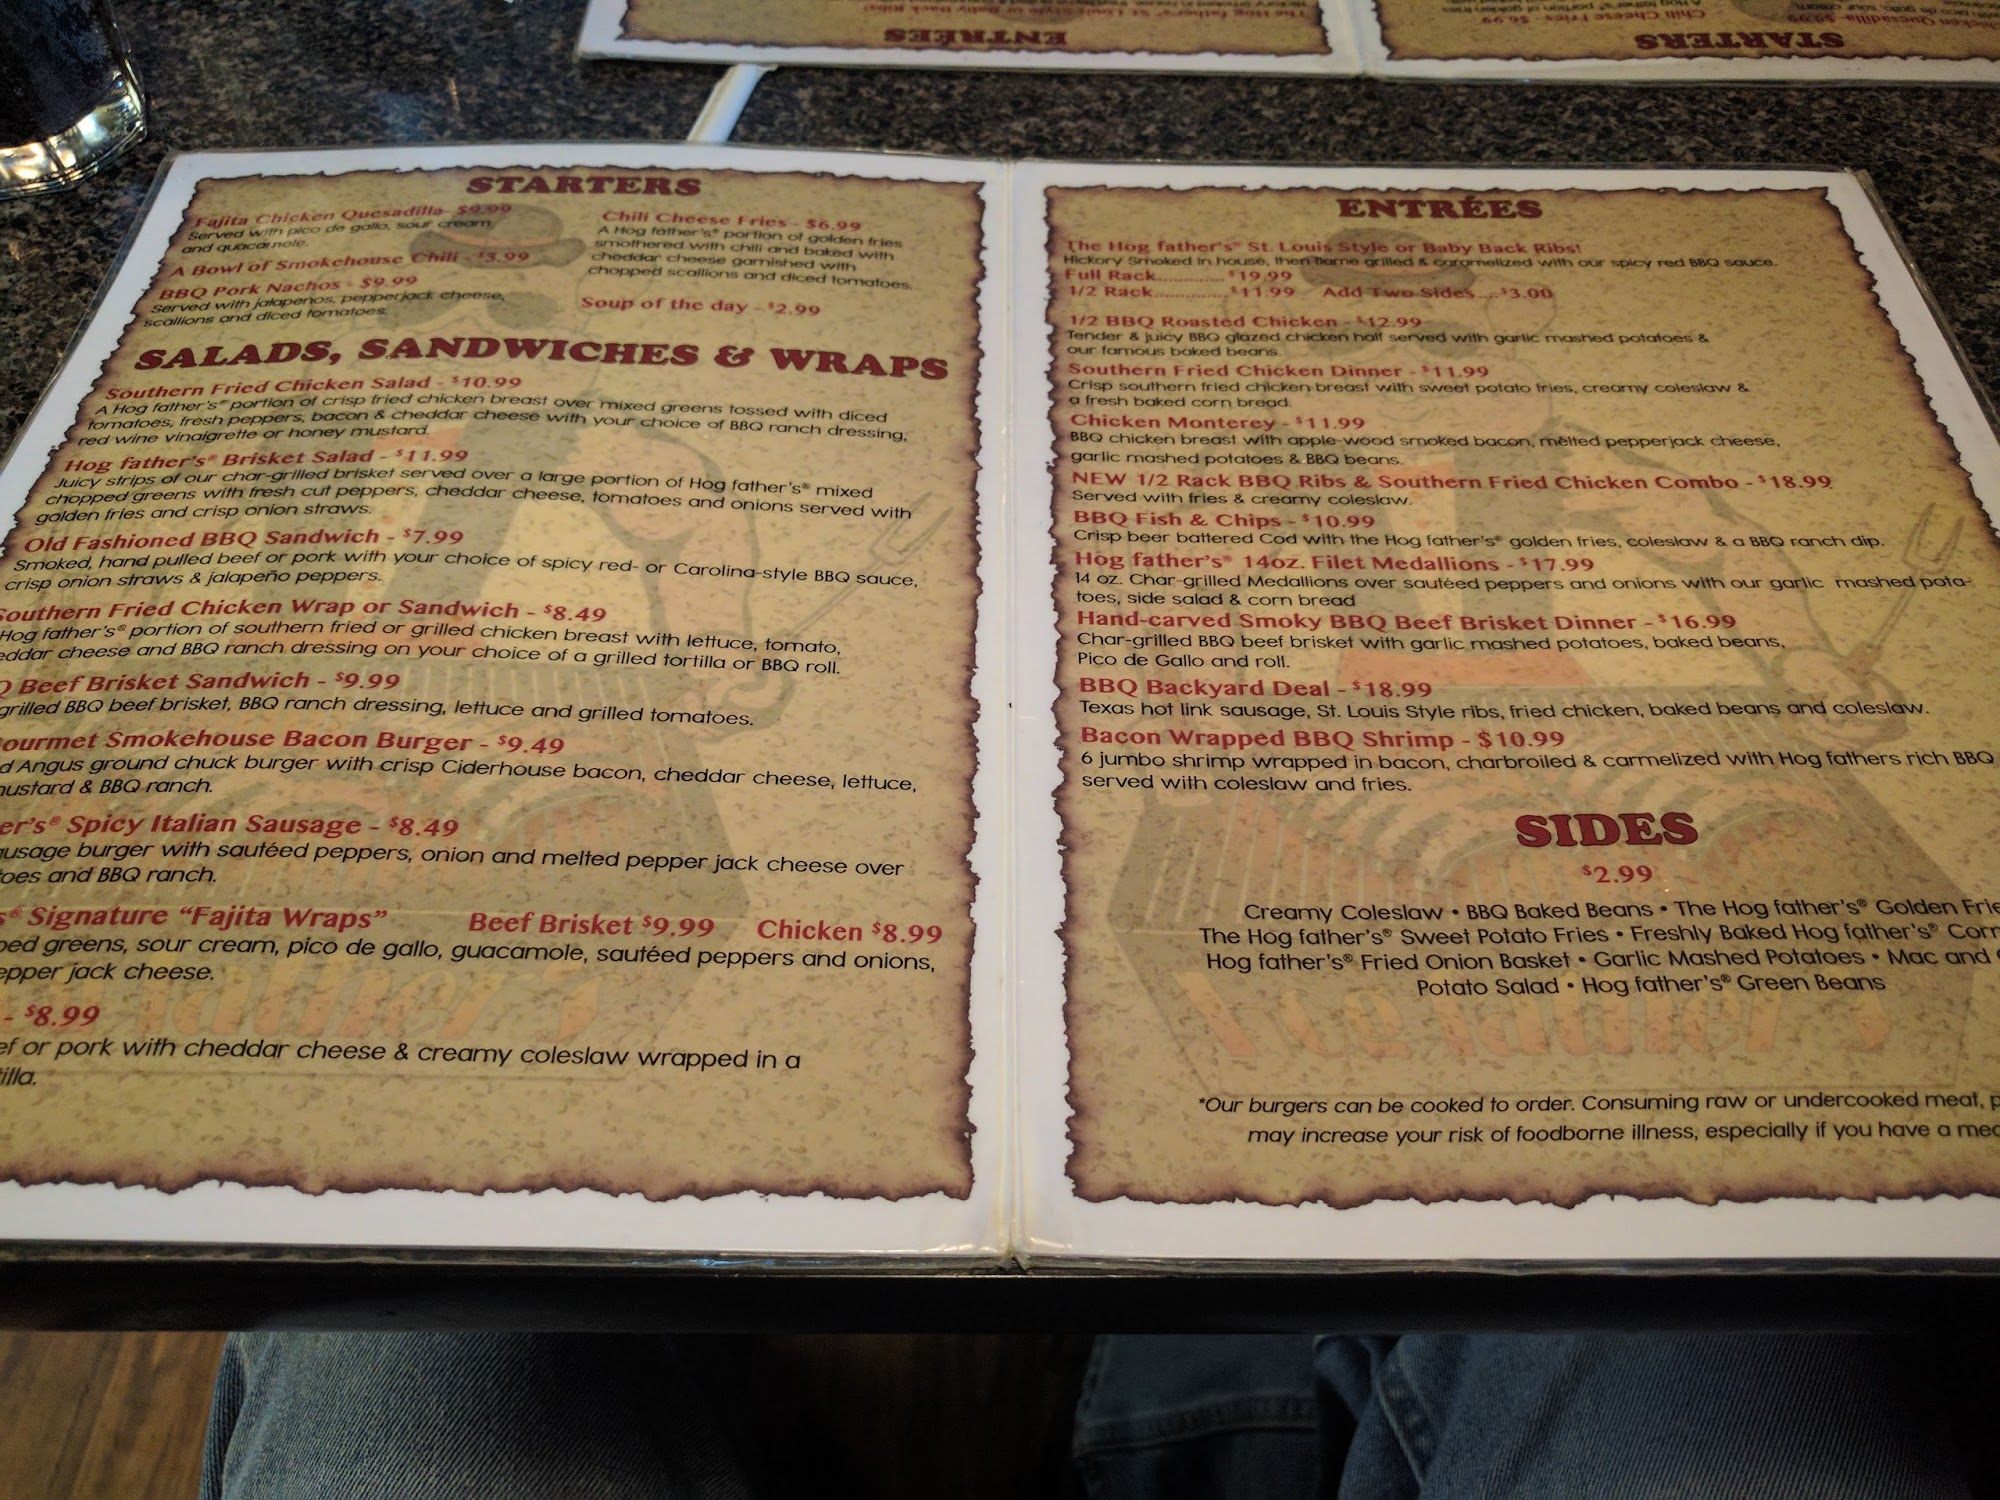 STARTERS
Fajita Chicken Quesadilla- $9.99
Served with pico de gallo, sour cream,
and quacamole.
A Bowl of Smokehouse Chili - $3.99
BBQ Pork Nachos - $9.99
Served with jalapenos, pepperjack cheese,
scallions and diced tomatoes.
Chili Cheese Fries - $6.99
A Hog father's® portion of golden fries
smothered with chili and baked with
cheddar cheese garnished with
chopped scallions and diced tomatoes.
Soup of the day - $2.99
SALADS, SANDWICHES & WRAPS
Southern Fried Chicken Salad - $10.99
A Hog father's® portion of crisp fried chicken breast over mixed greens tossed with diced
tomatoes, fresh peppers, bacon & cheddar cheese with your choice of BBQ ranch dressing,
red wine vinaigrette or honey mustard.
Hog father's® Brisket Salad - $11.99
Juicy strips of our char-grilled brisket served over a large portion of Hog father's® mixed
chopped greens with fresh cut peppers, cheddar cheese, tomatoes and onions served with
golden fries and crisp onion straws.
Old Fashioned BBQ Sandwich - $7.99
Smoked, hand pulled beef or pork with your choice of spicy red- or Carolina-style BBQ sauce,
crisp onion straws & jalapeño peppers.
Southern Fried Chicken Wrap or Sandwich - $8.49
Hog father's® portion of southern fried or grilled chicken breast with lettuce, tomato,
eddar cheese and BBQ ranch dressing on your choice of a grilled tortilla or BBQ roll.
Q Beef Brisket Sandwich - $9.99
grilled BBQ beef brisket, BBQ ranch dressing, lettuce and grilled tomatoes.
ourmet Smokehouse Bacon Burger - $9.49
d Angus ground chuck burger with crisp Ciderhouse bacon, cheddar cheese, lettuce,
ustard & BBQ ranch.
er's® Spicy Italian Sausage - $8.49
ausage burger with sautéed peppers, onion and melted pepper jack cheese over
oes and BBQ ranch.
s® Signature "Fajita Wraps" Beef Brisket $9.99 Chicken $8.99
ped greens, sour cream, pico de gallo, guacamole, sautéed peppers and onions,
epper jack cheese.
- $8.99
ef or pork with cheddar cheese & creamy coleslaw wrapped in a
tilla.
ENTRÉES
The Hog father's® St. Louis Style or Baby Back Ribs!
Hickory Smoked in house, then flame grilled & caramelized with our spicy red BBQ sauce.
Full Rack............$19.99
1/2 Rack.............$11.99 Add Two Sides....$3.00
1/2 BBQ Roasted Chicken - $12.99
Tender & juicy BBQ glazed chicken half served with garlic mashed potatoes &
our famous baked beans.
Southern Fried Chicken Dinner - $11.99
Crisp southern fried chicken breast with sweet potato fries, creamy coleslaw &
a fresh baked corn bread.
Chicken Monterey - $11.99
BBQ chicken breast with apple-wood smoked bacon, melted pepperjack cheese,
garlic mashed potatoes & BBQ beans.
NEW 1/2 Rack BBQ Ribs & Southern Fried Chicken Combo - $18.99
Served with fries & creamy coleslaw.
BBQ Fish & Chips - $10.99
Crisp beer battered Cod with the Hog father's® golden fries, coleslaw & a BBQ ranch dip.
Hog father's® 14oz. Filet Medallions - $17.99
14 oz. Char-grilled Medallions over sautéed peppers and onions with our garlic mashed pota-
toes, side salad & corn bread
Hand-carved Smoky BBQ Beef Brisket Dinner - $16.99
Char-grilled BBQ beef brisket with garlic mashed potatoes, baked beans,
Pico de Gallo and roll.
BBQ Backyard Deal - $18.99
Texas hot link sausage, St. Louis Style ribs, fried chicken, baked beans and coleslaw.
Bacon Wrapped BBQ Shrimp - $10.99
6 jumbo shrimp wrapped in bacon, charbroiled & carmelized with Hog fathers rich BBQ
served with coleslaw and fries.
SIDES
$2.99
Creamy Coleslaw • BBQ Baked Beans • The Hog father's® Golden Frie
The Hog father's® Sweet Potato Fries • Freshly Baked Hog father's® Corn
Hog father's® Fried Onion Basket • Garlic Mashed Potatoes • Mac and
Potato Salad • Hog father's® Green Beans
*Our burgers can be cooked to order. Consuming raw or undercooked meat, p
may increase your risk of foodborne illness, especially if you have a med
ENTRÉES
STARTERS
Chili Cheese Fries - $6.99